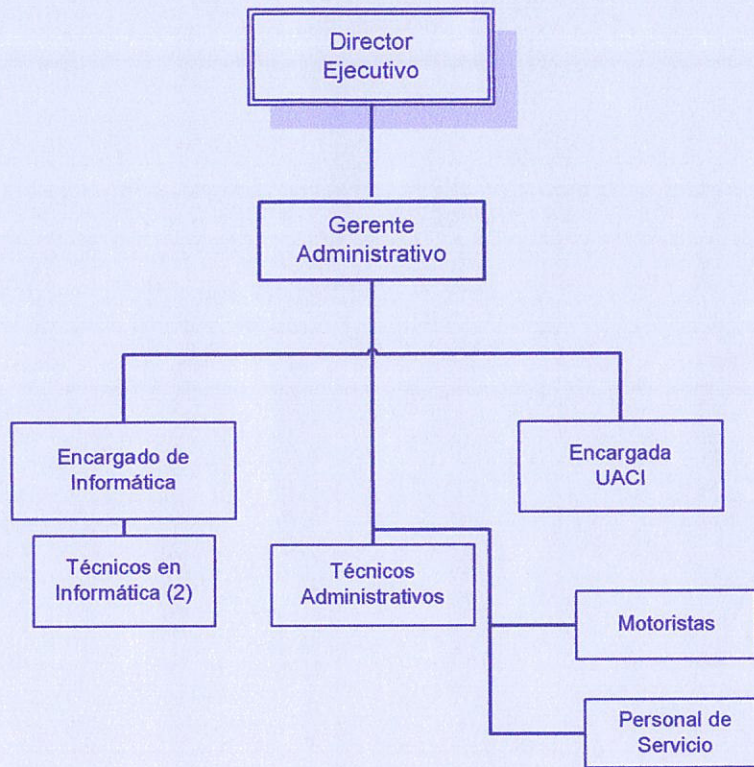 Director
Ejecutivo
Gerente
Administrativo
Encargado de
Informática
Encargada
UACI
Técnicos en
Informática (2)
Técnicos
Administrativos
Motoristas
Personal de
Servicio